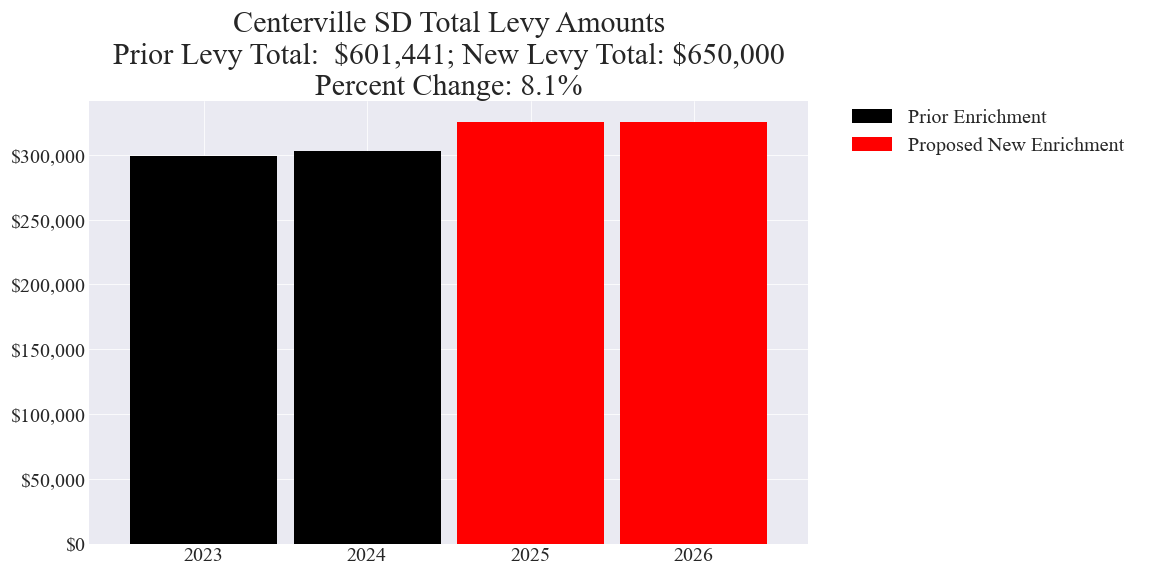 Centerville SD Total Levy Amounts
Prior Levy Total:  $601,441; New Levy Total: $650,000
Percent Change: 8.1%
Prior Enrichment
Proposed New Enrichment
$300,000
$250,000
$200,000
$150,000
$100,000
$50,000
$0
2023 2024 2025 2026